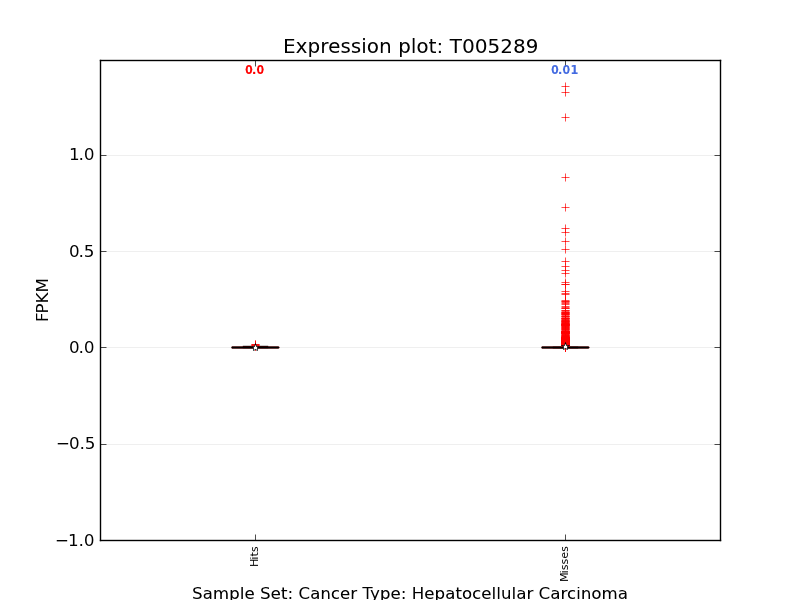 Expression plot: T005289
0.0
0.01
1.0
0.5
0.0
−0.5
−1.0
FPKM
Hits
Misses
Sample Set: Cancer Type: Hepatocellular Carcinoma